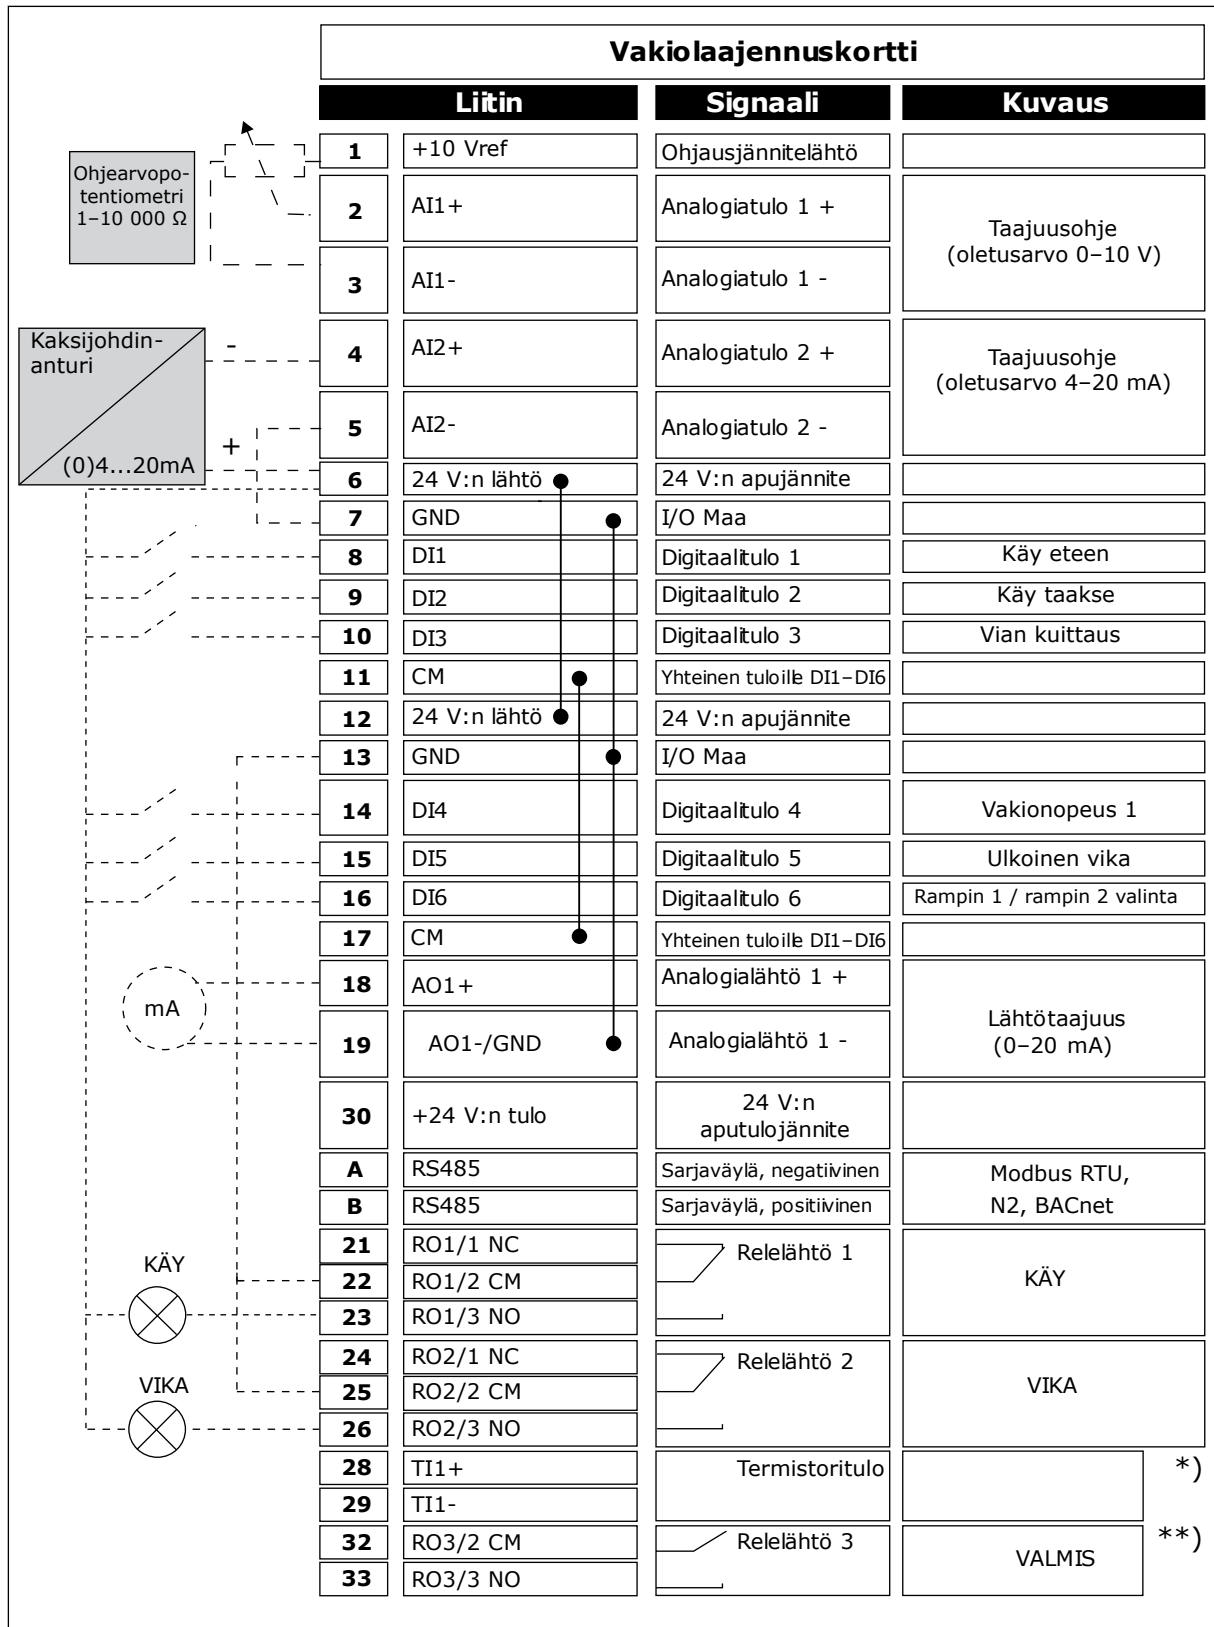 Vakiolaajennuskortti
Liitin Signaali Kuvaus
Ohjearvopo-
tentiometri
1–10 000 Ω
1 +10 Vref Ohjausjännitelähtö
2 AI1+ Analogiatulo 1 +
3 AI1- Analogiatulo 1 -
Taajuusohje
(oletusarvo 0–10 V)
Kaksijohdin-
anturi
(0)4...20mA
-
+
4 AI2+ Analogiatulo 2 +
5 AI2- Analogiatulo 2 -
Taajuusohje
(oletusarvo 4–20 mA)
6 24 V:n lähtö 24 V:n apujännite
7 GND I/O Maa
8 DI1 Digitaalitulo 1 Käy eteen
9 DI2 Digitaalitulo 2 Käy taakse
10 DI3 Digitaalitulo 3 Vian kuittaus
11 CM Yhteinen tuloille DI1–DI6
12 24 V:n lähtö 24 V:n apujännite
13 GND I/O Maa
14 DI4 Digitaalitulo 4 Vakionopeus 1
15 DI5 Digitaalitulo 5 Ulkoinen vika
16 DI6 Digitaalitulo 6 Rampin 1 / rampin 2 valinta
17 CM Yhteinen tuloille DI1–DI6
mA
18 AO1+ Analogialähtö 1 +
19 AO1-/GND Analogialähtö 1 -
Lähtötaajuus
(0–20 mA)
30 +24 V:n tulo 24 V:n
aputulojännite
A RS485 Sarjaväylä, negatiivinen
B RS485 Sarjaväylä, positiivinen
Modbus RTU,
N2, BACnet
21 RO1/1 NC Relelähtö 1
KÄY
22 RO1/2 CM KÄY
23 RO1/3 NO
24 RO2/1 NC Relelähtö 2
VIKA
25 RO2/2 CM VIKA
26 RO2/3 NO
28 TI1+ Termistoritulo *)
29 TI1-
32 RO3/2 CM Relelähtö 3 **)
VALMIS
33 RO3/3 NO